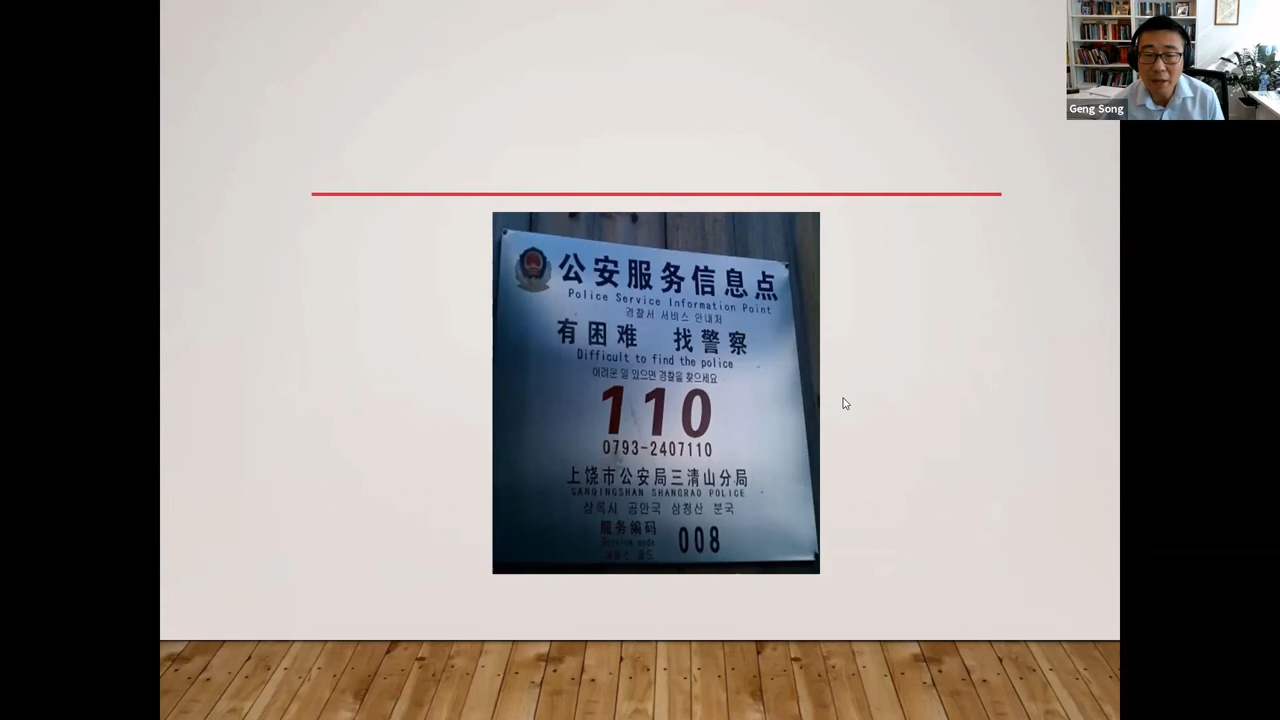 Geng Song
公安服务信息点
Police Service Information Point
경찰서 서비스 안내처
有困难 找警察
Difficult to find the police
어려운 일 있으면 경찰을 찾으세요
110
0793-2407110
上饶市公安局三清山分局
SANQINGSHAN SHANGRAO POLICE
공안국 삼청산 분국
服务编码
008